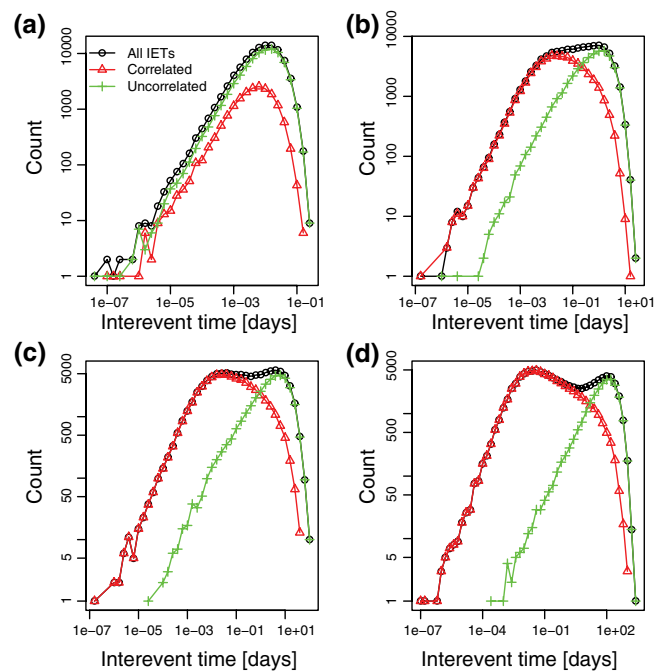 (a)
All IETs
Correlated
Uncorrelated
Count
1 10 100 1000 10000
1e−07 1e−05 1e−03 1e−01
Interevent time [days]
(b)
Count
1 10 100 1000 10000
1e−07 1e−05 1e−03 1e−01 1e+01
Interevent time [days]
(c)
Count
1 5 50 500 5000
1e−07 1e−05 1e−03 1e−01 1e+01
Interevent time [days]
(d)
Count
1 5 50 500 5000
1e−07 1e−04 1e−01 1e+02
Interevent time [days]